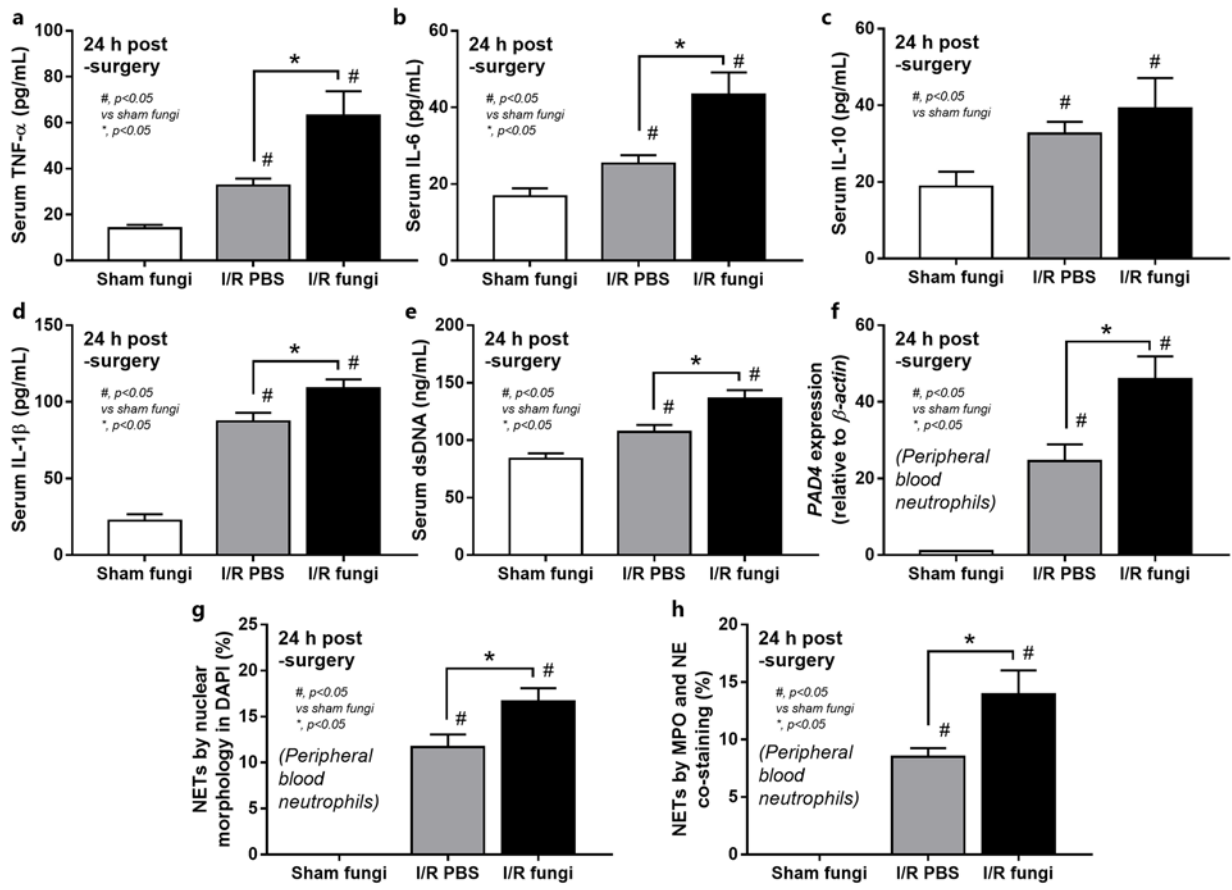 a
Serum TNF-α (pg/mL)
100
80
60
40
20
0
24 h post
-surgery
#, p<0.05
vs sham fungi
*, p<0.05
*
#
#
Sham fungi I/R PBS I/R fungi
b
Serum IL-6 (pg/mL)
60
40
20
0
24 h post
-surgery
#, p<0.05
vs sham fungi
*, p<0.05
*
#
#
Sham fungi I/R PBS I/R fungi
c
Serum IL-10 (pg/mL)
60
40
20
0
24 h post
-surgery
#, p<0.05
vs sham fungi
#
#
Sham fungi I/R PBS I/R fungi
d
Serum IL-1β (pg/mL)
150
100
50
0
24 h post
-surgery
#, p<0.05
vs sham fungi
*, p<0.05
*
#
#
Sham fungi I/R PBS I/R fungi
e
Serum dsDNA (ng/mL)
200
150
100
50
0
24 h post
-surgery
#, p<0.05
vs sham fungi
*, p<0.05
*
#
#
Sham fungi I/R PBS I/R fungi
f
PAD4 expression
(relative to β-actin)
60
40
20
0
24 h post
-surgery
#, p<0.05
vs sham fungi
*, p<0.05
(Peripheral
blood
neutrophils)
*
#
#
Sham fungi I/R PBS I/R fungi
g
NETs by nuclear
morphology in DAPI (%)
25
20
15
10
5
0
24 h post
-surgery
#, p<0.05
vs sham fungi
*, p<0.05
(Peripheral
blood
neutrophils)
*
#
#
Sham fungi I/R PBS I/R fungi
h
NETs by MPO and NE
co-staining (%)
20
15
10
5
0
24 h post
-surgery
#, p<0.05
vs sham fungi
*, p<0.05
(Peripheral
blood
neutrophils)
*
#
#
Sham fungi I/R PBS I/R fungi